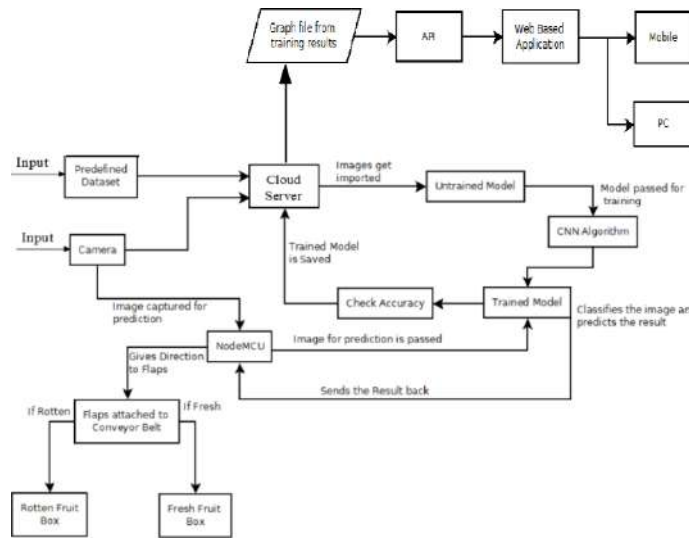 Graph file from
training results
API
Web Based
Application
Mobile
PC
Input
Predefined
Dataset
Cloud
Server
Images get
imported
Untrained Model
Model passed for
training
CNN Algorithm
Input
Camera
Trained Model
is Saved
Check Accuracy
Trained Model
Classifies the image an
predicts the result
Image captured for
prediction
NodeMCU
Image for prediction is passed
Gives Direction
to Flaps
Sends the Result back
If Rotten
Flaps attached to
Conveyor Belt
If Fresh
Rotten Fruit
Box
Fresh Fruit
Box